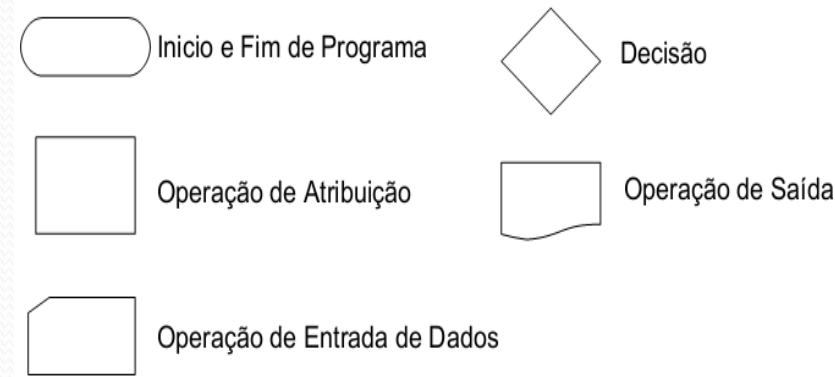 Inicio e Fim de Programa
Decisão
Operação de Atribuição
Operação de Saída
Operação de Entrada de Dados